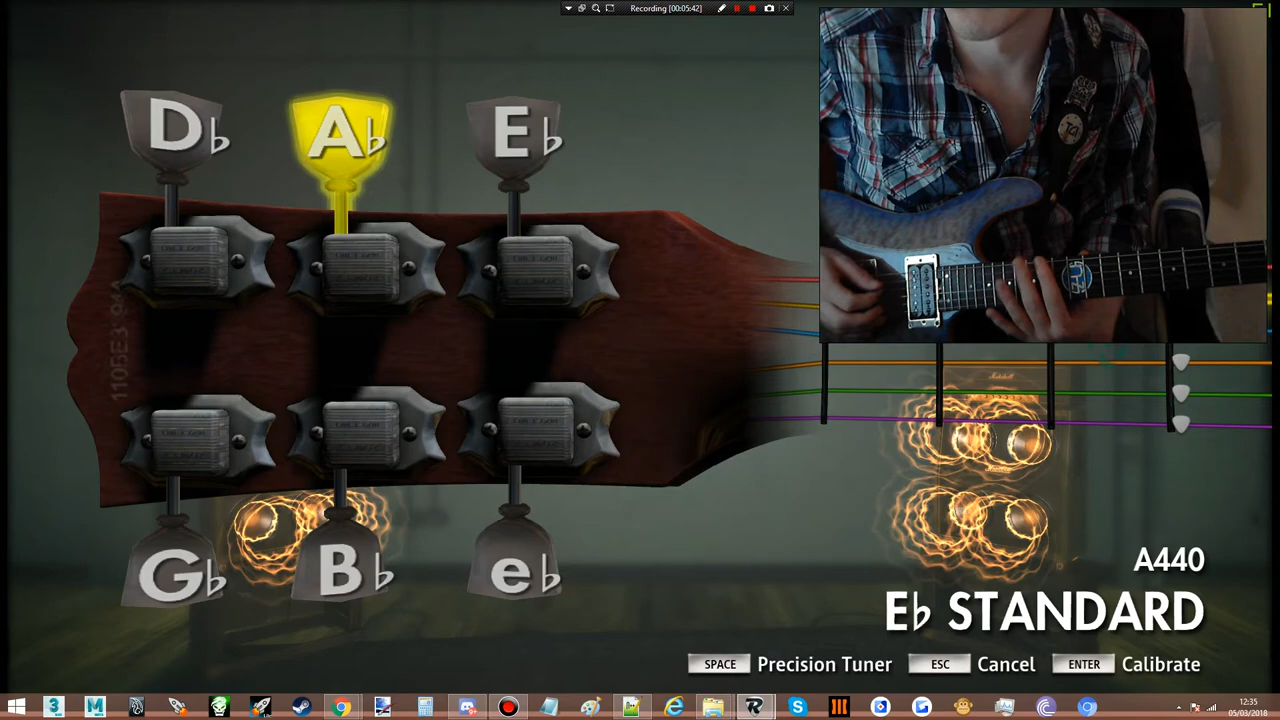 Recording [00:05:42]
D♭
A♭
E♭
G♭
B♭
e♭
A440
E♭ STANDARD
SPACE Precision Tuner ESC Cancel ENTER Calibrate
12:35
05/03/2018